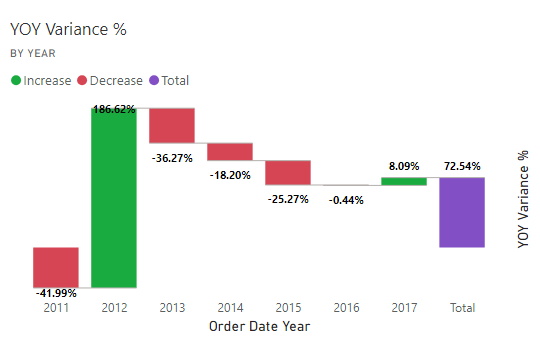 YOY Variance %
BY YEAR
Increase Decrease Total
186.62%
8.09% 72.54%
-36.27%
-18.20%
-25.27% -0.44%
-41.99%
YOY Variance %
2011 2012 2013 2014 2015 2016 2017 Total
Order Date Year